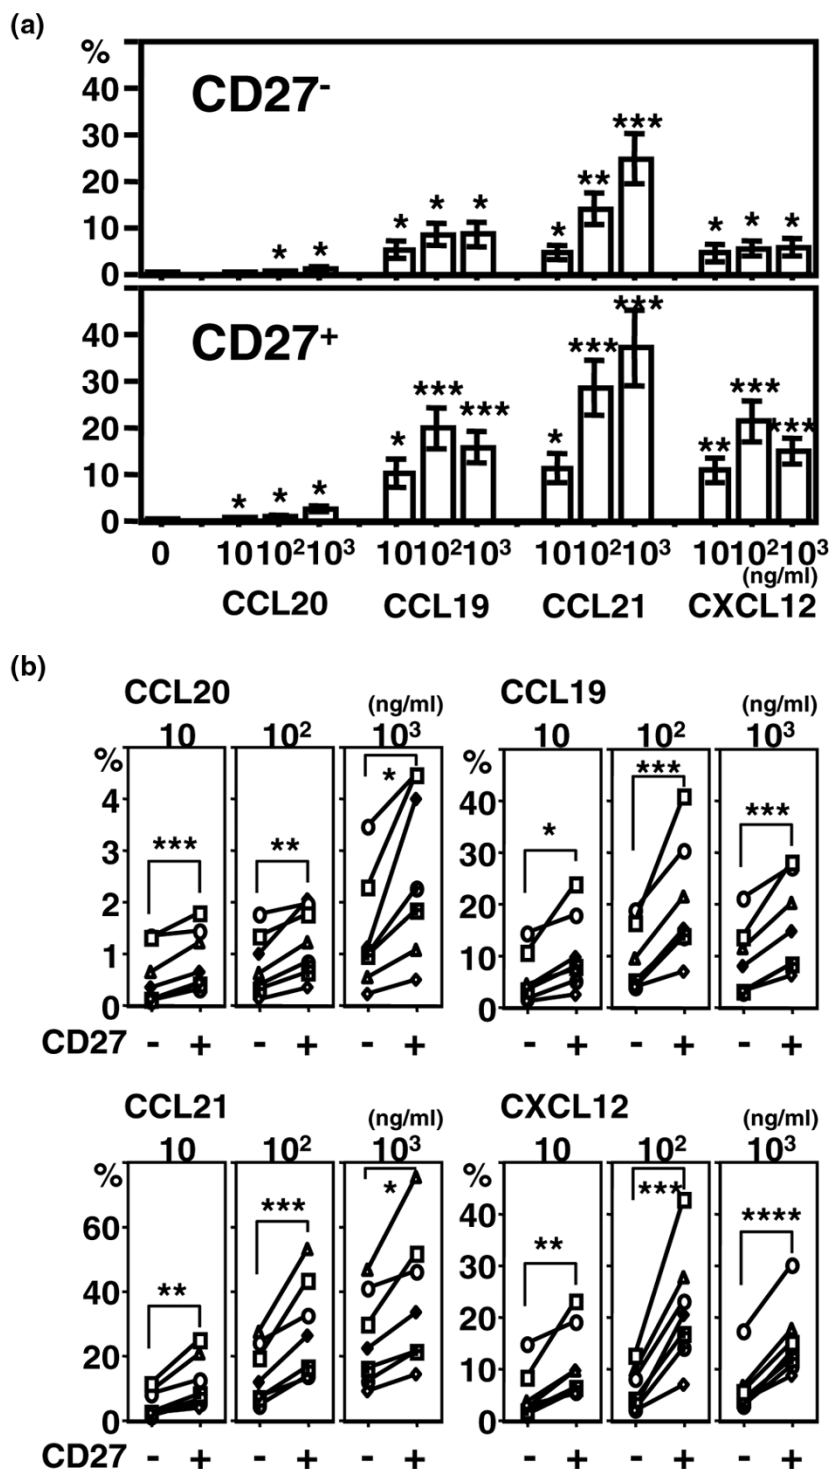 (a)
%
40
30
20
10
0
CD27-
* * * * * * ** *** * * *
40
30
20
10
0
CD27+
* * * * *** *** * *** *** ** *** ***
0 10 10² 10³ 10 10² 10³ 10 10² 10³ 10 10² 10³
(ng/ml)
CCL20 CCL19 CCL21 CXCL12
(b)
CCL20 (ng/ml)
10 10² 10³
%
4
3
2
1
0
*** ** *
CD27 - + - + - +
CCL19 (ng/ml)
10 10² 10³
%
40
30
20
10
0
* *** ***
- + - + - +
CCL21 (ng/ml)
10 10² 10³
%
60
40
20
0
** *** *
CD27 - + - + - +
CXCL12 (ng/ml)
10 10² 10³
%
40
30
20
10
0
** *** ****
- + - + - +